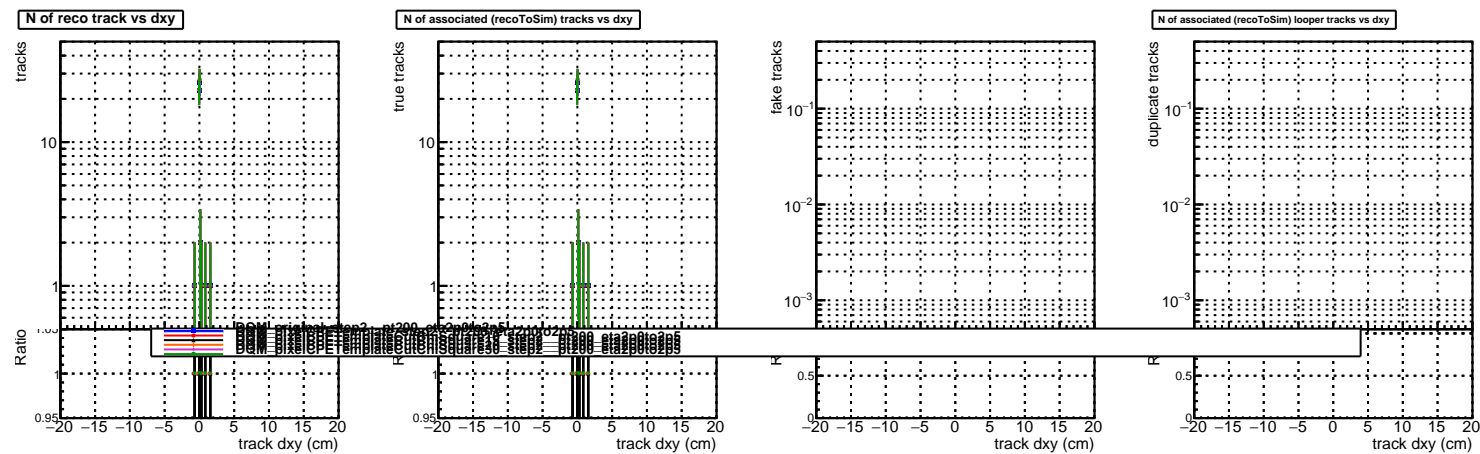 N of reco track vs dxy
tracks
10
1
Ratio
1
0.95
−20 −15 −10 −5 0 5 10 15 20
track dxy (cm)
N of associated (recoToSim) tracks vs dxy
true tracks
10
1
1
0.95
−20 −15 −10 −5 0 5 10 15 20
track dxy (cm)
fake tracks
10−1
10−2
10−3
0.5
0
−20 −15 −10 −5 0 5 10 15 20
track dxy (cm)
N of associated (recoToSim) looper tracks vs dxy
duplicate tracks
10−1
10−2
10−3
0.5
0
−20 −15 −10 −5 0 5 10 15 20
track dxy (cm)